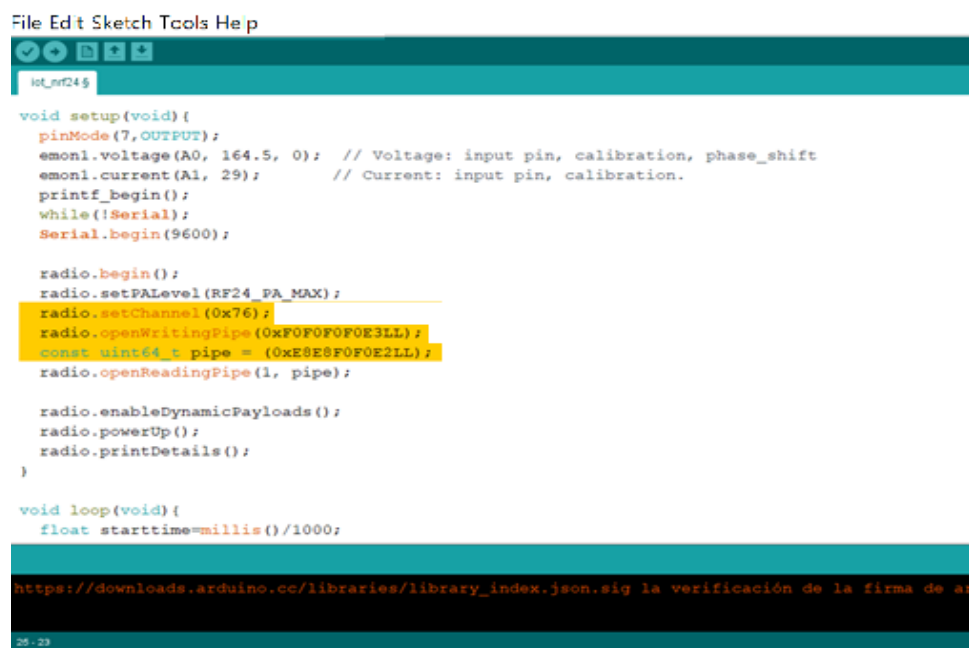 File Edit Sketch Tools Help
iot_nrf24 §
void setup(void){
pinMode(7,OUTPUT);
emon1.voltage(A0, 164.5, 0);  // Voltage: input pin, calibration, phase_shift
emon1.current(A1, 29);       // Current: input pin, calibration.
printf_begin();
while(!Serial);
Serial.begin(9600);
radio.begin();
radio.setPALevel(RF24_PA_MAX);
radio.setChannel(0x76);
radio.openWritingPipe(0xF0F0F0F0E3LL);
const uint64_t pipe = (0xE8E8F0F0E2LL);
radio.openReadingPipe(1, pipe);
radio.enableDynamicPayloads();
radio.powerUp();
radio.printDetails();
}
void loop(void){
float starttime=millis()/1000;
https://downloads.arduino.cc/libraries/library_index.json.sig la verificación de la firma de
25 - 23